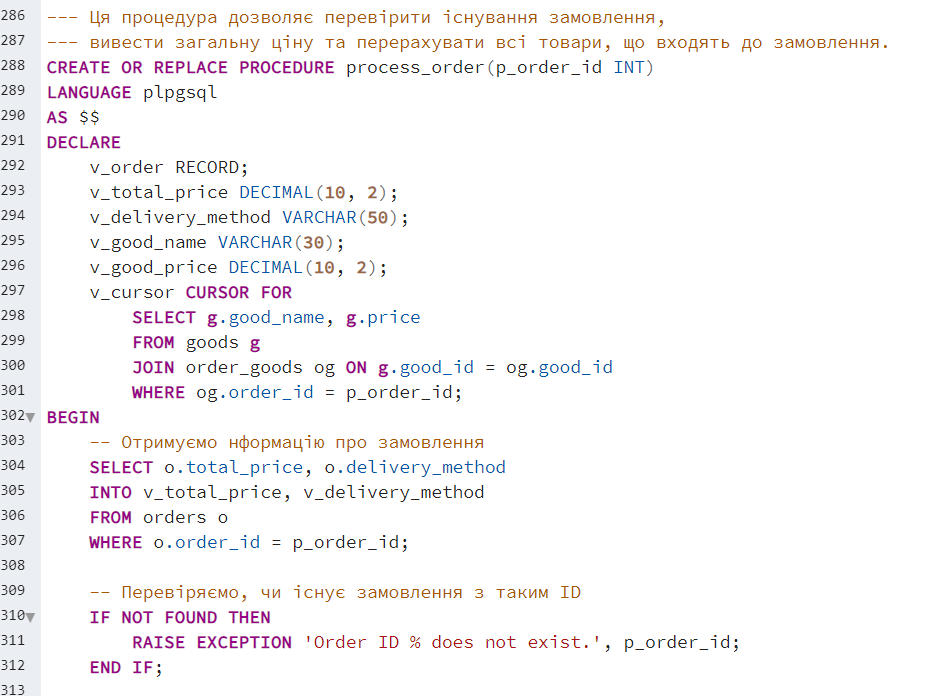 286 --- Ця процедура дозволяє перевірити існування замовлення,
287 --- вивести загальну ціну та перерахувати всі товари, що входять до замовлення.
288 CREATE OR REPLACE PROCEDURE process_order(p_order_id INT)
289 LANGUAGE plpgsql
290 AS $$
291 DECLARE
292     v_order RECORD;
293     v_total_price DECIMAL(10, 2);
294     v_delivery_method VARCHAR(50);
295     v_good_name VARCHAR(30);
296     v_good_price DECIMAL(10, 2);
297     v_cursor CURSOR FOR
298         SELECT g.good_name, g.price
299         FROM goods g
300         JOIN order_goods og ON g.good_id = og.good_id
301         WHERE og.order_id = p_order_id;
302 BEGIN
303     -- Отримуємо нформацію про замовлення
304     SELECT o.total_price, o.delivery_method
305     INTO v_total_price, v_delivery_method
306     FROM orders o
307     WHERE o.order_id = p_order_id;
308
309     -- Перевіряємо, чи існує замовлення з таким ID
310     IF NOT FOUND THEN
311         RAISE EXCEPTION 'Order ID % does not exist.', p_order_id;
312     END IF;
313